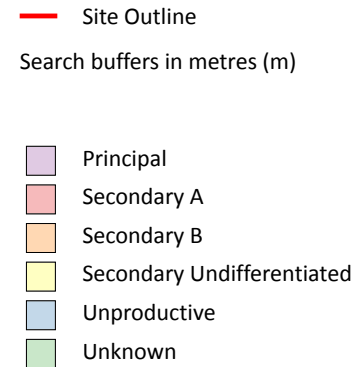 Site Outline
Search buffers in metres (m)
Principal
Secondary A
Secondary B
Secondary Undifferentiated
Unproductive
Unknown